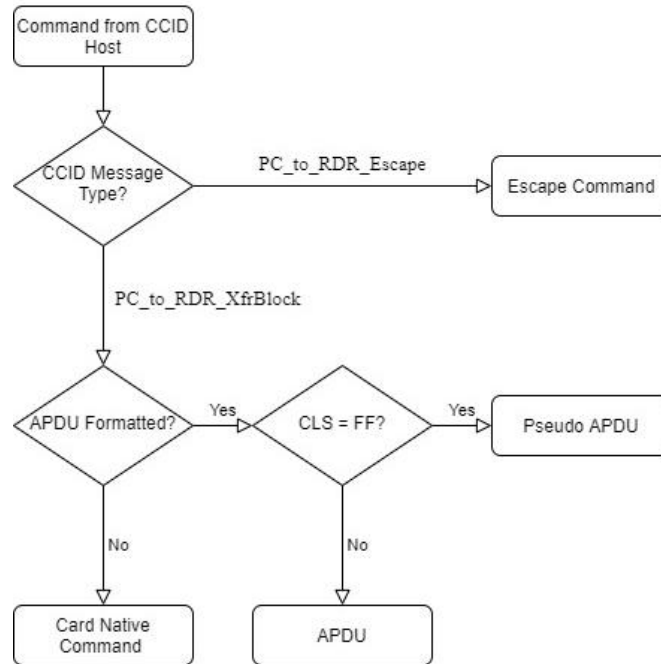 Command from CCID
Host
CCID Message
Type?
PC_to_RDR_Escape
Escape Command
PC_to_RDR_XfrBlock
APDU Formatted?
Yes
CLS = FF?
Yes
Pseudo APDU
No
No
Card Native
Command
APDU